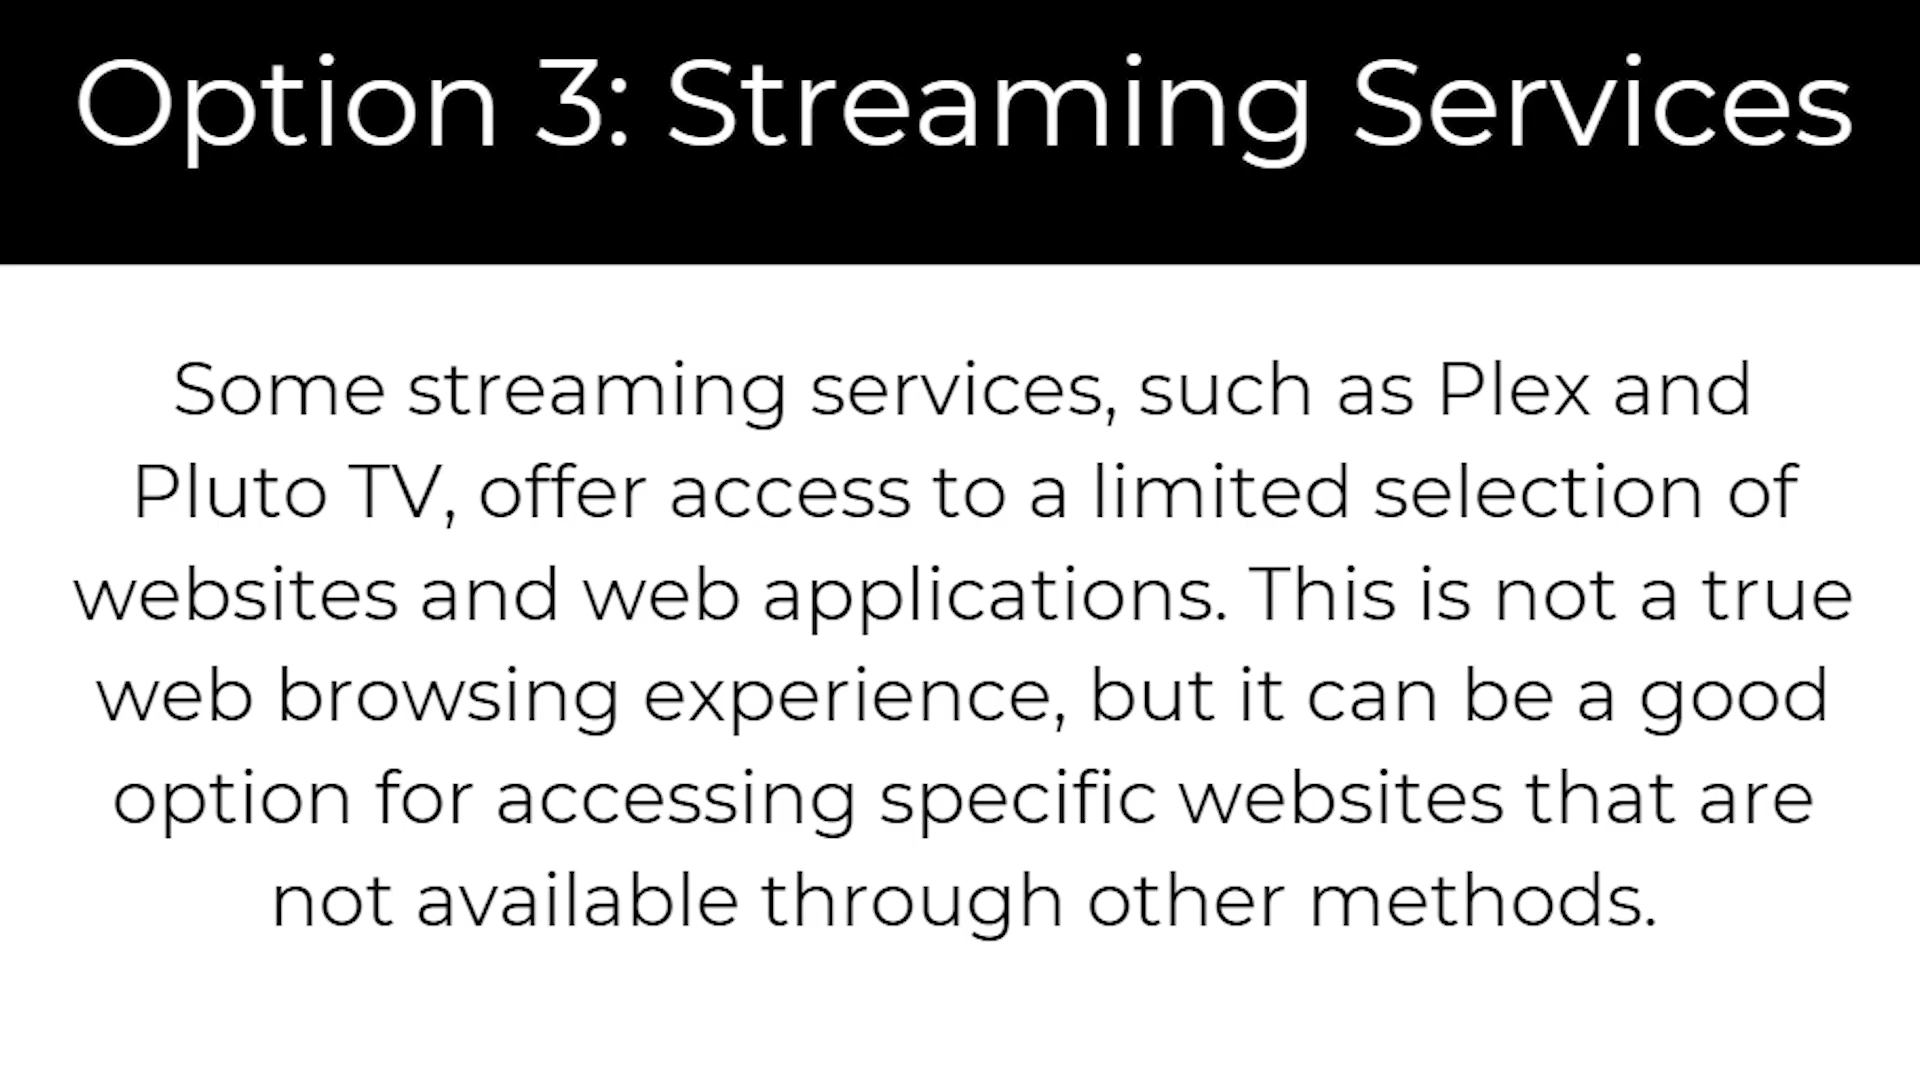 Option 3: Streaming Services
Some streaming services, such as Plex and
Pluto TV, offer access to a limited selection of
websites and web applications. This is not a true
web browsing experience, but it can be a good
option for accessing specific websites that are
not available through other methods.